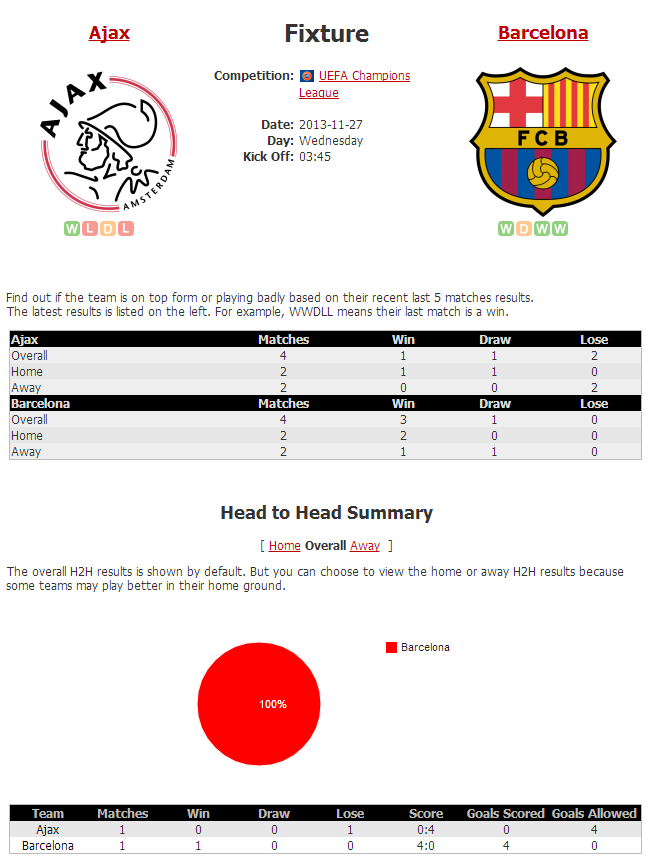 Ajax
Fixture
Barcelona
Competition: UEFA Champions
League
Date: 2013-11-27
Day: Wednesday
Kick Off: 03:45
AJAX
AMSTERDAM
FCB
W L D L
W D W W
Find out if the team is on top form or playing badly based on their recent last 5 matches results.
The latest results is listed on the left. For example, WWDLL means their last match is a win.
Ajax Matches Win Draw Lose
Overall 4 1 1 2
Home 2 1 1 0
Away 2 0 0 2
Barcelona Matches Win Draw Lose
Overall 4 3 1 0
Home 2 2 0 0
Away 2 1 1 0
Head to Head Summary
[ Home Overall Away ]
The overall H2H results is shown by default. But you can choose to view the home or away H2H results because
some teams may play better in their home ground.
Barcelona
100%
Team Matches Win Draw Lose Score Goals Scored Goals Allowed
Ajax 1 0 0 1 0:4 0 4
Barcelona 1 1 0 0 4:0 4 0